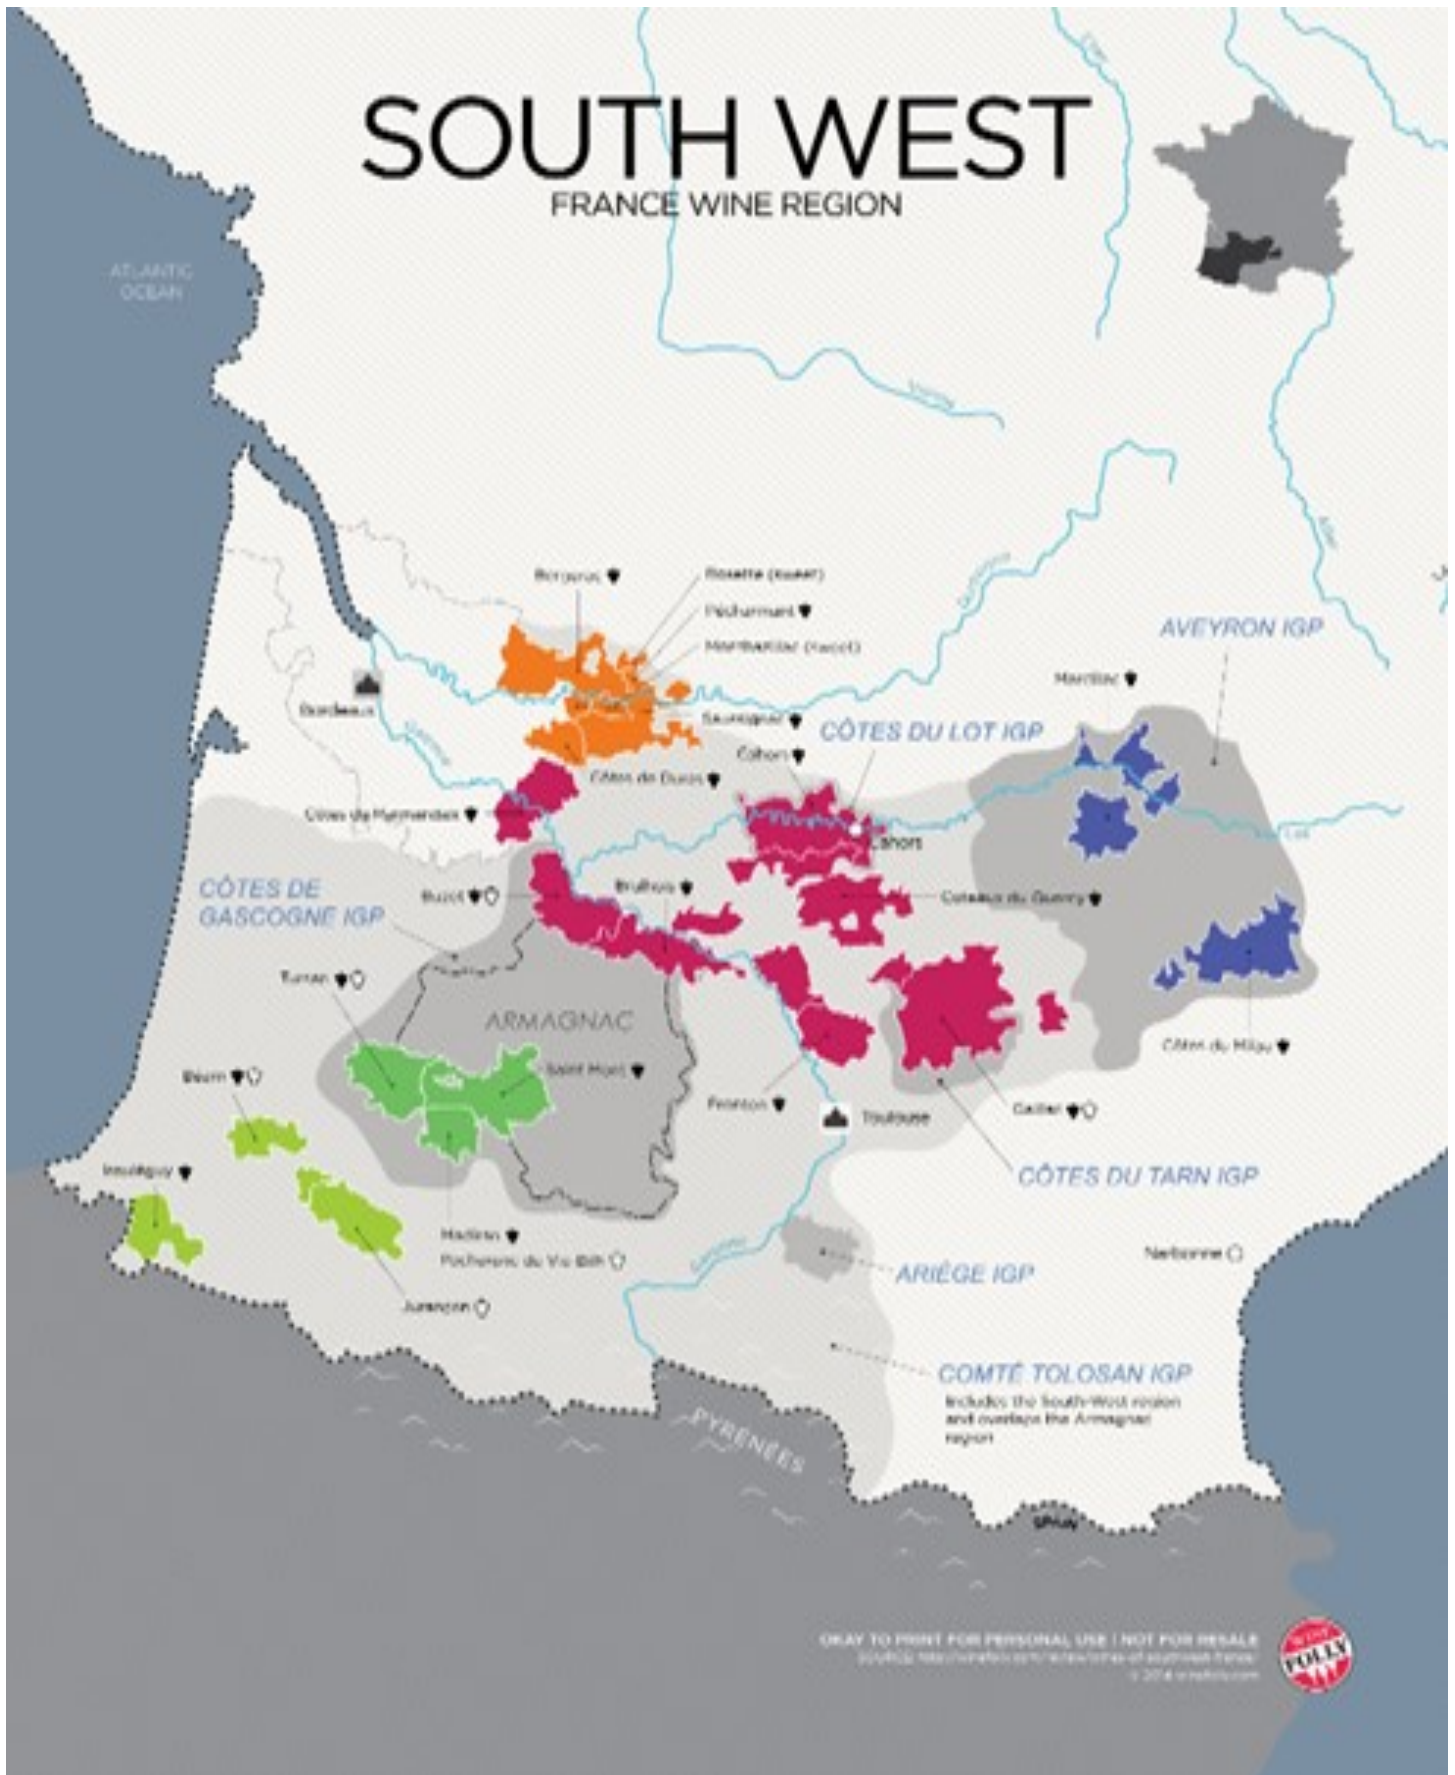 SOUTH WEST
FRANCE WINE REGION
ATLANTIC
OCEAN
Bergerac
Rosette (sweet)
Pécharmant
Monbazillac (sweet)
AVEYRON IGP
Marcillac
Bordeaux
Saussignac
CÔTES DU LOT IGP
Cahors
Côtes de Duras
Côtes du Marmandais
Cahors
CÔTES DE
GASCOGNE IGP
Buzet
Brulhois
Coteaux du Quercy
Tursan
ARMAGNAC
Saint Mont
Côtes du Millau
Béarn
Fronton
Toulouse
Gaillac
Irouléguy
CÔTES DU TARN IGP
Madiran
Pacherenc du Vic-Bilh
Narbonne
ARIÉGE IGP
Jurançon
COMTÉ TOLOSAN IGP
Includes the South-West region
and overlaps the Armagnac
region
PYRENEES
Lot
Allier
OKAY TO PRINT FOR PERSONAL USE | NOT FOR RESALE
WINE
FOLLY